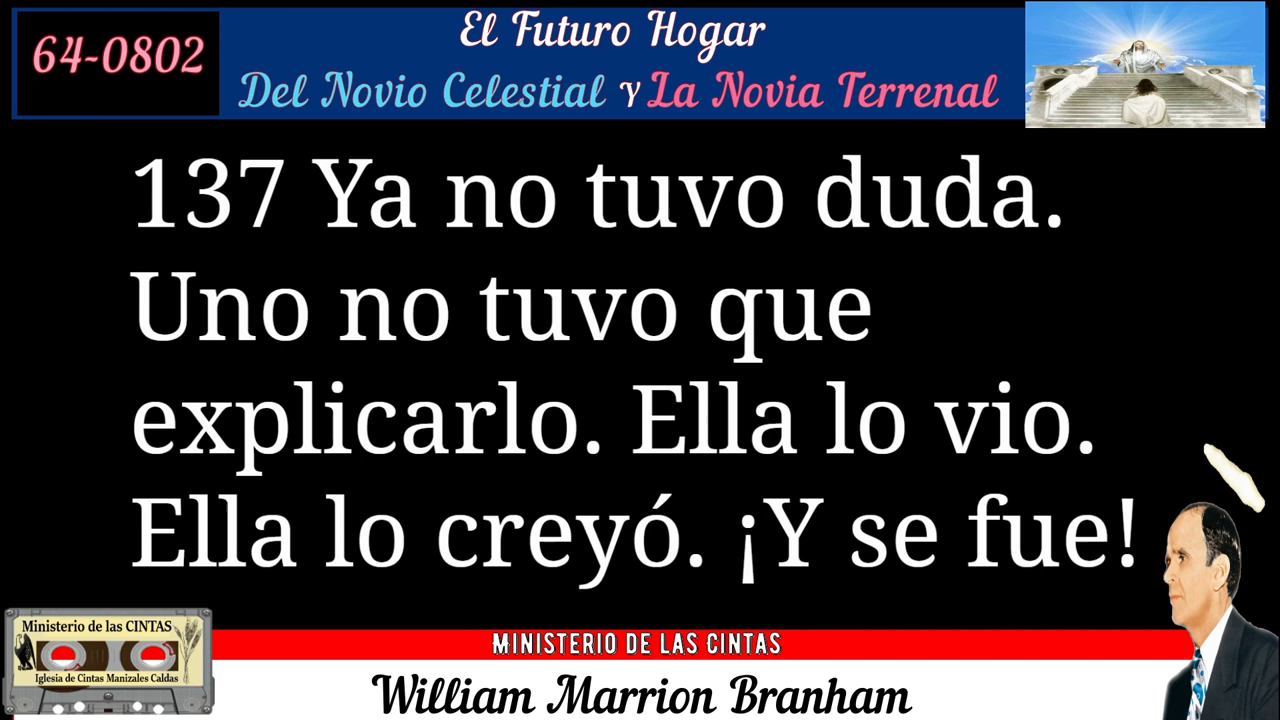 64-0802
El Futuro Hogar
Del Novio Celestial Y La Novia Terrenal
137 Ya no tuvo duda.
Uno no tuvo que
explicarlo. Ella lo vio.
Ella lo creyó. ¡Y se fue!
Ministerio de las CINTAS
Iglesia de Cintas Manizales Caldas
MINISTERIO DE LAS CINTAS
William Marrion Branham